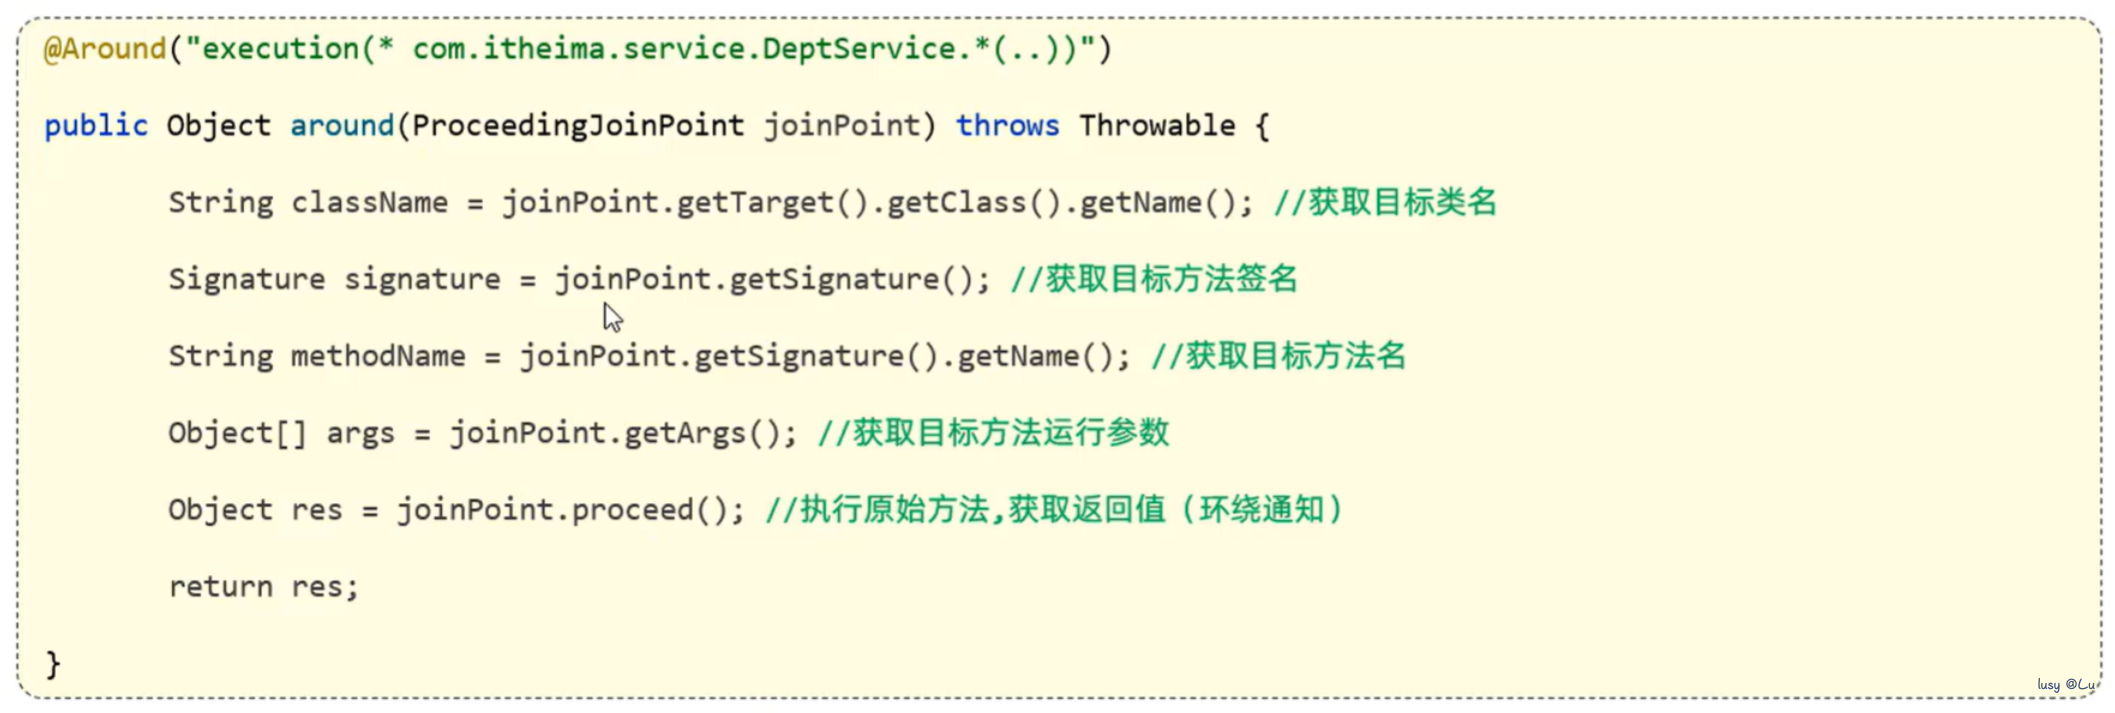 @Around("execution(* com.itheima.service.DeptService.*(..))")
public Object around(ProceedingJoinPoint joinPoint) throws Throwable {
String className = joinPoint.getTarget().getClass().getName(); //获取目标类名
Signature signature = joinPoint.getSignature(); //获取目标方法签名
String methodName = joinPoint.getSignature().getName(); //获取目标方法名
Object[] args = joinPoint.getArgs(); //获取目标方法运行参数
Object res = joinPoint.proceed(); //执行原始方法,获取返回值（环绕通知）
return res;
}
lusy @Lu